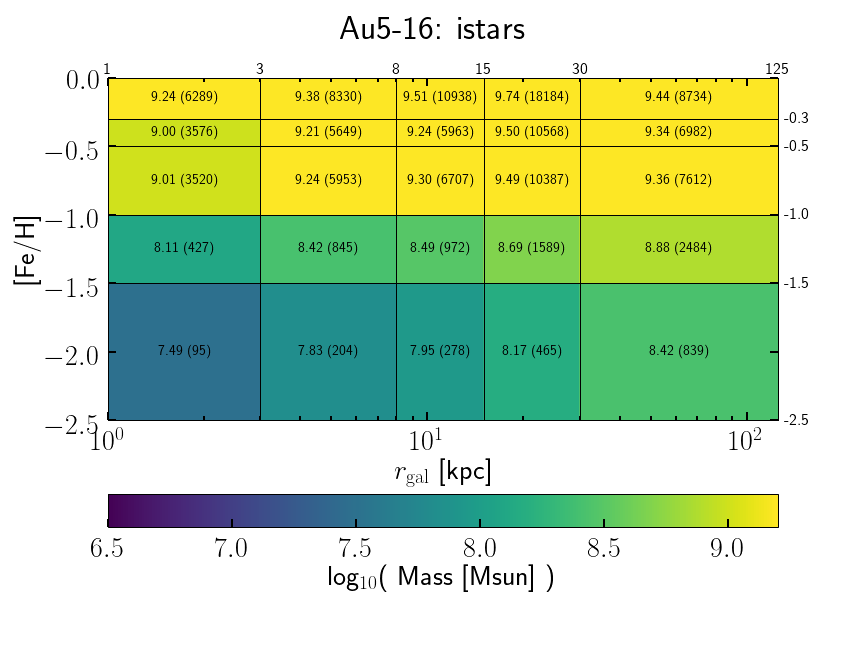 Au5-16: istars
1 3 8 15 30 125
0.0 9.24 (6289) 9.38 (8330) 9.51 (10938) 9.74 (18184) 9.44 (8734)
-0.3
9.00 (3576) 9.21 (5649) 9.24 (5963) 9.50 (10568) 9.34 (6982)
−0.5 -0.5
9.01 (3520) 9.24 (5953) 9.30 (6707) 9.49 (10387) 9.36 (7612)
−1.0 -1.0
[Fe/H]
8.11 (427) 8.42 (845) 8.49 (972) 8.69 (1589) 8.88 (2484)
−1.5 -1.5
−2.0 7.49 (95) 7.83 (204) 7.95 (278) 8.17 (465) 8.42 (839)
−2.5 -2.5
10⁰ 10¹ 10²
r_gal [kpc]
6.5 7.0 7.5 8.0 8.5 9.0
log₁₀( Mass [Msun] )